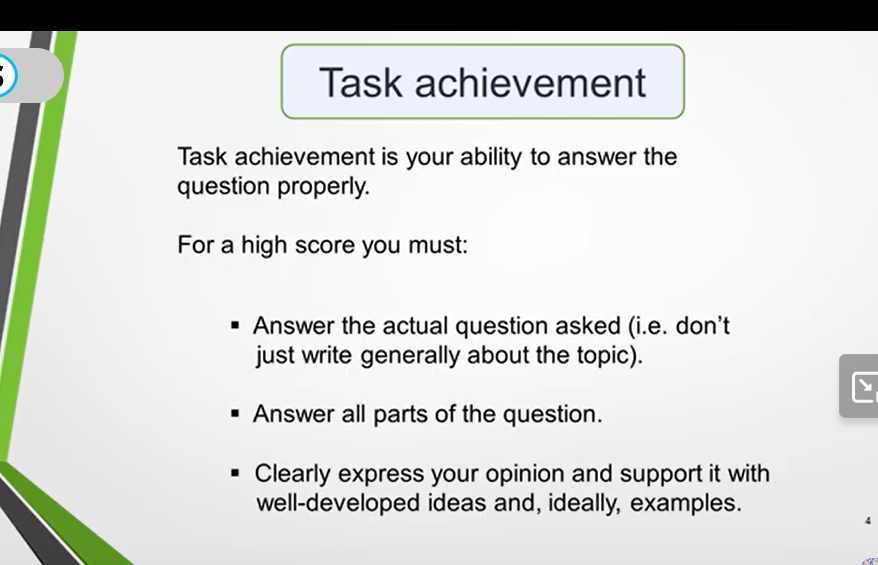 Task achievement
Task achievement is your ability to answer the
question properly.
For a high score you must:
▪ Answer the actual question asked (i.e. don't
just write generally about the topic).
▪ Answer all parts of the question.
▪ Clearly express your opinion and support it with
well-developed ideas and, ideally, examples.
4